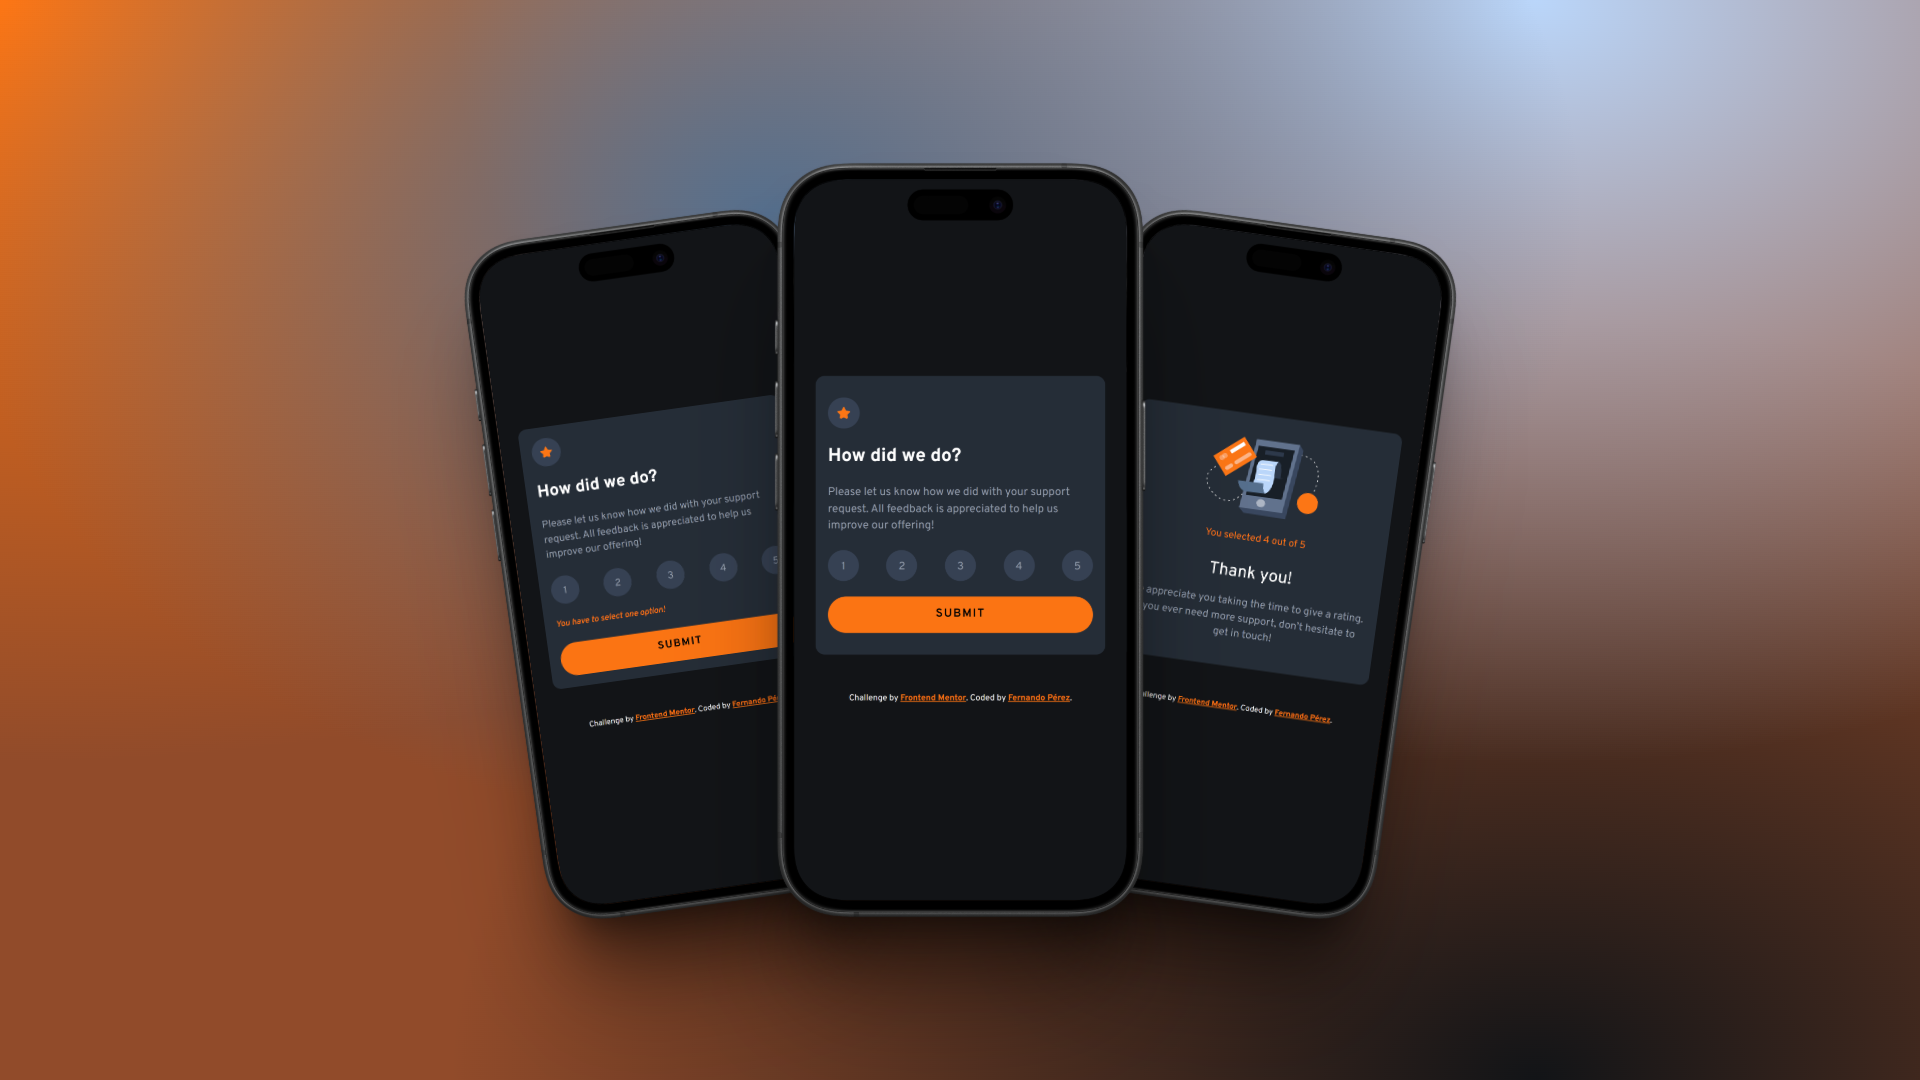 How did we do?
Please let us know how we did with your support
request. All feedback is appreciated to help us
improve our offering!
1 2 3 4 5
You have to select one option!
SUBMIT
Challenge by Frontend Mentor. Coded by Fernando
How did we do?
Please let us know how we did with your support
request. All feedback is appreciated to help us
improve our offering!
1 2 3 4 5
SUBMIT
Challenge by Frontend Mentor. Coded by Fernando Pérez.
You selected 4 out of 5
Thank you!
appreciate you taking the time to give a rating.
you ever need more support, don't hesitate to
get in touch!
by Frontend Mentor. Coded by Fernando Pérez.